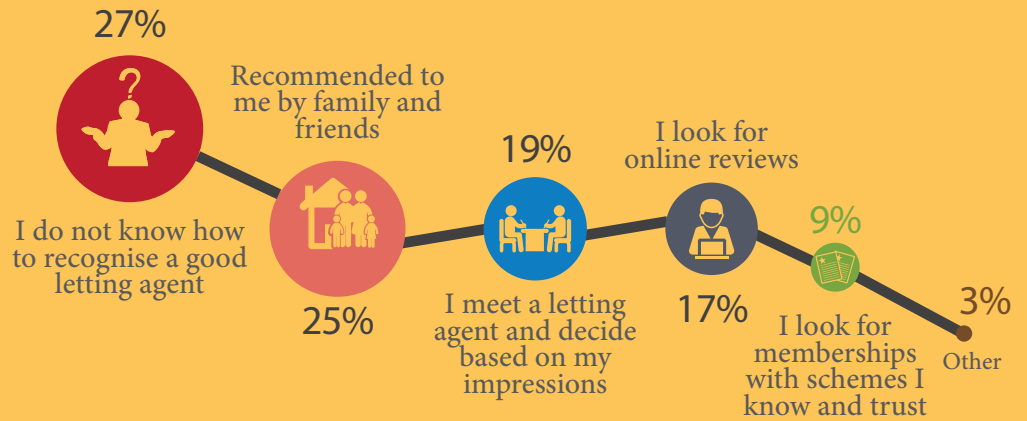 27%
I do not know how
to recognise a good
letting agent
Recommended to
me by family and
friends
25%
19%
I meet a letting
agent and decide
based on my
impressions
I look for
online reviews
17%
9%
I look for
memberships
with schemes I
know and trust
3%
Other
?